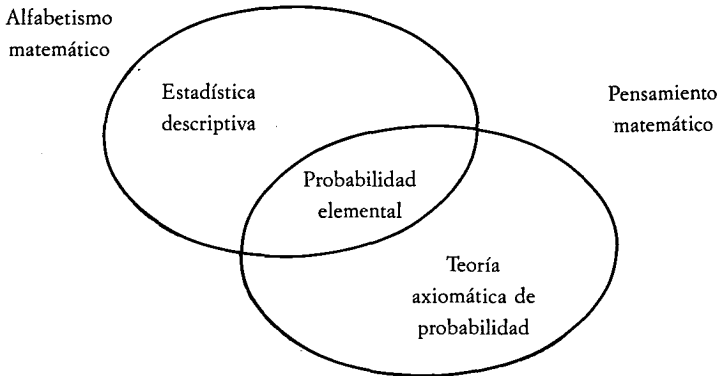 Alfabetismo
matemático
Estadística
descriptiva
Pensamiento
matemático
Probabilidad
elemental
Teoría
axiomática de
probabilidad